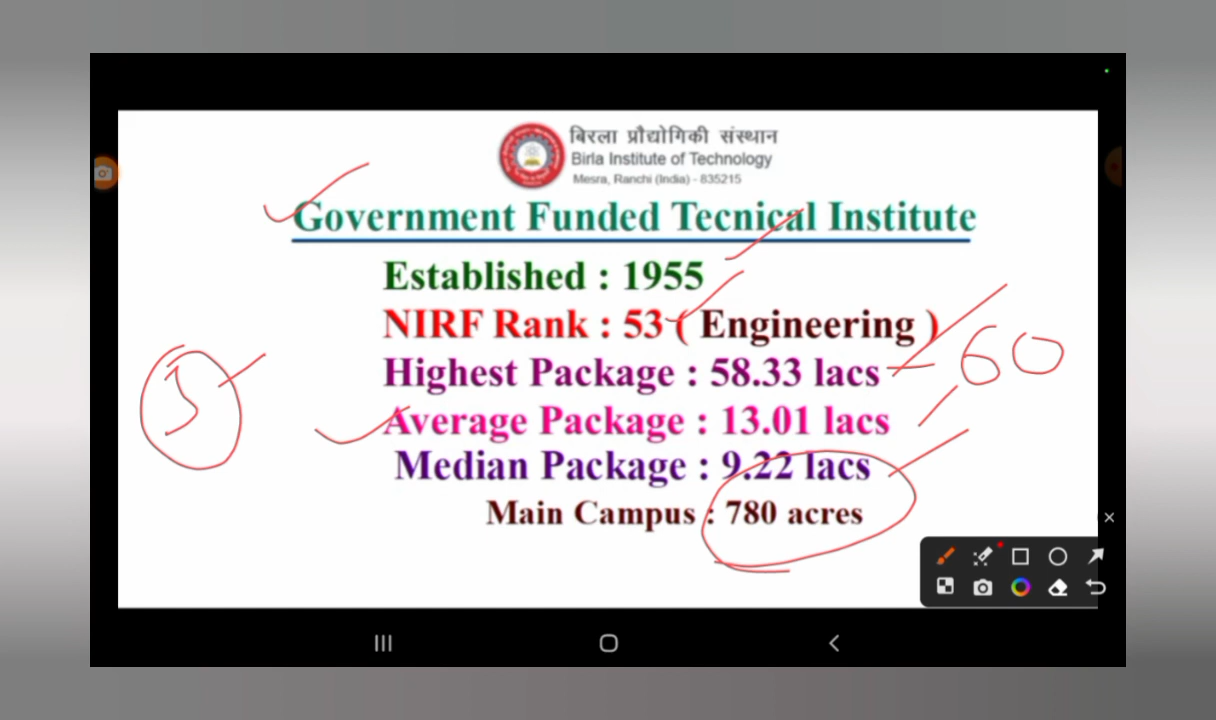 बिरला प्रौद्योगिकी संस्थान
Birla Institute of Technology
Mesra, Ranchi (India) - 835215
Government Funded Tecnical Institute
Established : 1955
NIRF Rank : 53 ( Engineering )
Highest Package : 58.33 lacs
60
Average Package : 13.01 lacs
Median Package : 9.22 lacs
Main Campus : 780 acres